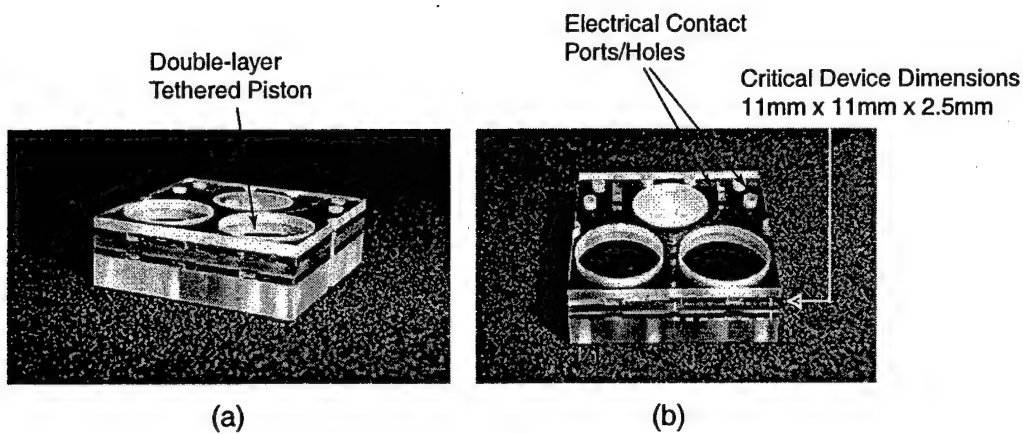 Double-layer
Tethered Piston
Electrical Contact
Ports/Holes
Critical Device Dimensions
11mm x 11mm x 2.5mm
(a)
(b)